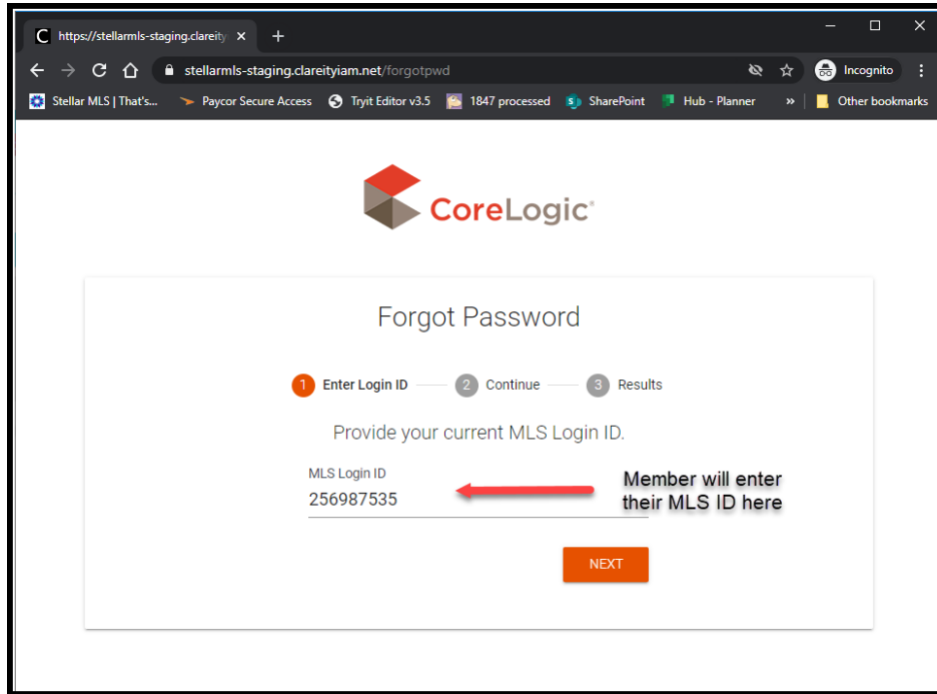 https://stellarmls-staging.clareity
stellarmls-staging.clareityiam.net/forgotpwd
Incognito
Stellar MLS | That's...
Paycor Secure Access
Tryit Editor v3.5
1847 processed
SharePoint
Hub - Planner
»
Other bookmarks
CoreLogic
Forgot Password
1 Enter Login ID
2 Continue
3 Results
Provide your current MLS Login ID.
MLS Login ID
256987535
Member will enter
their MLS ID here
NEXT